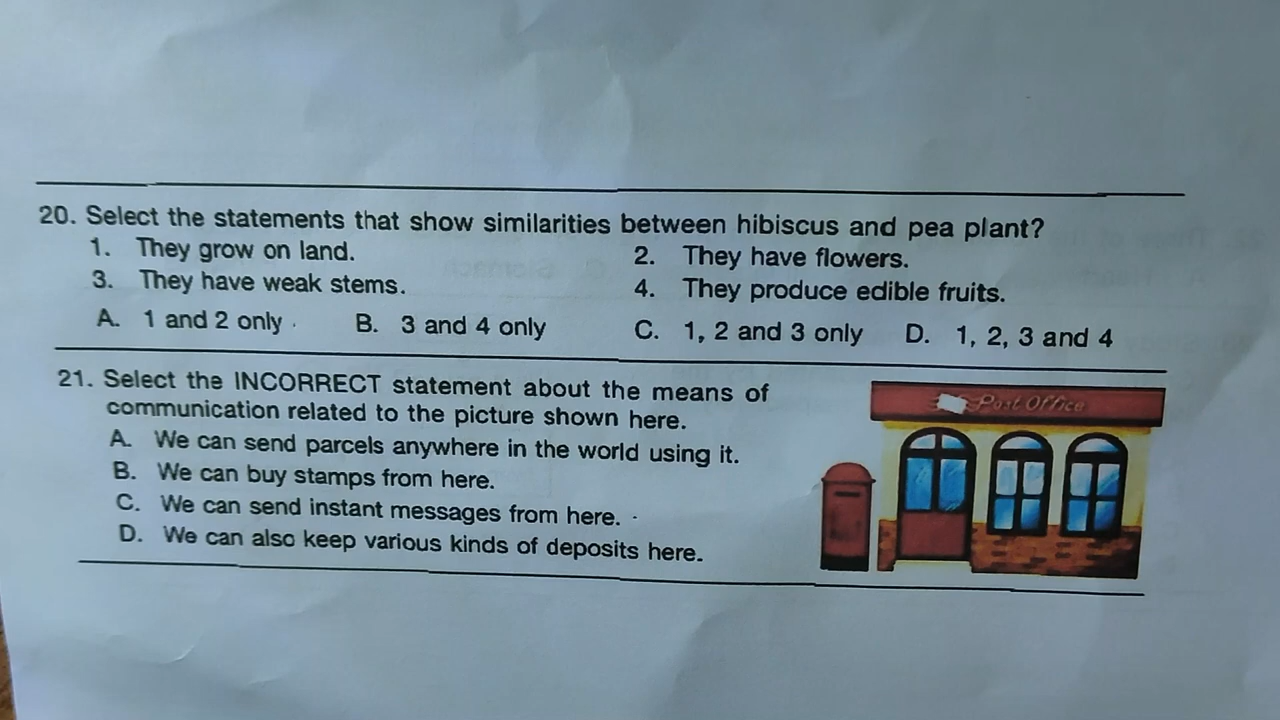 20. Select the statements that show similarities between hibiscus and pea plant?
1. They grow on land. 2. They have flowers.
3. They have weak stems. 4. They produce edible fruits.
A. 1 and 2 only B. 3 and 4 only C. 1, 2 and 3 only D. 1, 2, 3 and 4
21. Select the INCORRECT statement about the means of
communication related to the picture shown here.
A. We can send parcels anywhere in the world using it.
B. We can buy stamps from here.
C. We can send instant messages from here.
D. We can also keep various kinds of deposits here.
Post Office